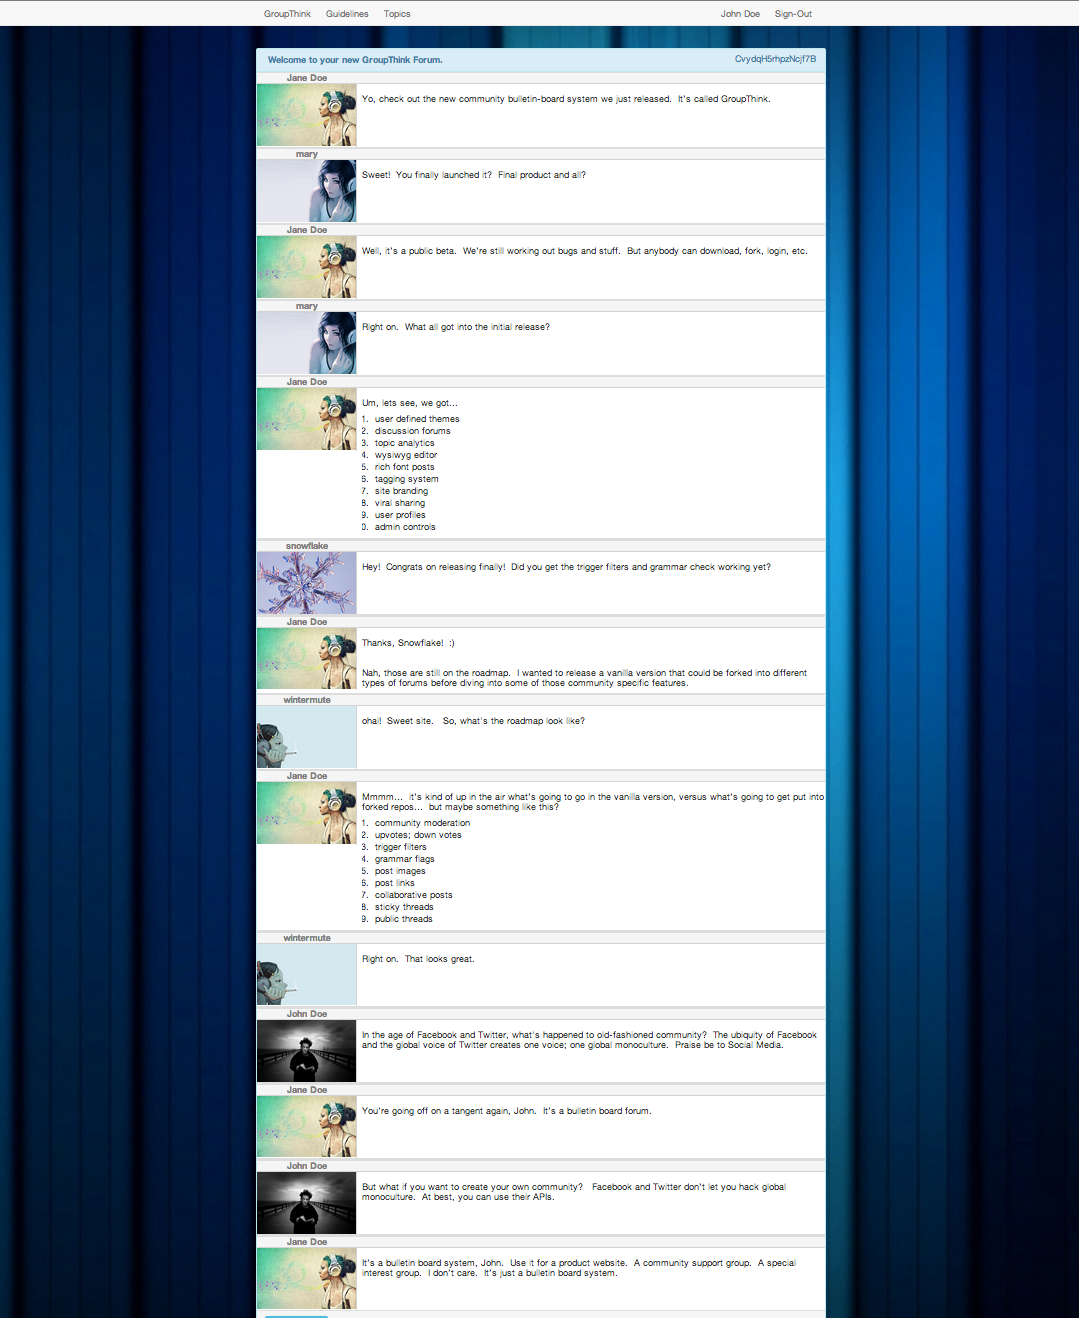 GroupThink Guidelines Topics John Doe Sign-Out
Welcome to your new GroupThink Forum. CvydqH5rhpzNcjf7B
Jane Doe
Yo, check out the new community bulletin-board system we just released. It's called GroupThink.
mary
Sweet! You finally launched it? Final product and all?
Jane Doe
Well, it's a public beta. We're still working out bugs and stuff. But anybody can download, fork, login, etc.
mary
Right on. What all got into the initial release?
Jane Doe
Um, lets see, we got...
1. user defined themes
2. discussion forums
3. topic analytics
4. wysiwyg editor
5. rich font posts
6. tagging system
7. site branding
8. viral sharing
9. user profiles
0. admin controls
snowflake
Hey! Congrats on releasing finally! Did you get the trigger filters and grammar check working yet?
Jane Doe
Thanks, Snowflake! :)
Nah, those are still on the roadmap. I wanted to release a vanilla version that could be forked into different
types of forums before diving into some of those community specific features.
wintermute
ohai! Sweet site. So, what's the roadmap look like?
Jane Doe
Mmmm... it's kind of up in the air what's going to go in the vanilla version, versus what's going to get put into
forked repos... but maybe something like this?
1. community moderation
2. upvotes; down votes
3. trigger filters
4. grammar flags
5. post images
6. post links
7. collaborative posts
8. sticky threads
9. public threads
wintermute
Right on. That looks great.
John Doe
In the age of Facebook and Twitter, what's happened to old-fashioned community? The ubiquity of Facebook
and the global voice of Twitter creates one voice; one global monoculture. Praise be to Social Media.
Jane Doe
You're going off on a tangent again, John. It's a bulletin board forum.
John Doe
But what if you want to create your own community? Facebook and Twitter don't let you hack global
monoculture. At best, you can use their APIs.
Jane Doe
It's a bulletin board system, John. Use it for a product website. A community support group. A special
interest group. I don't care. It's just a bulletin board system.